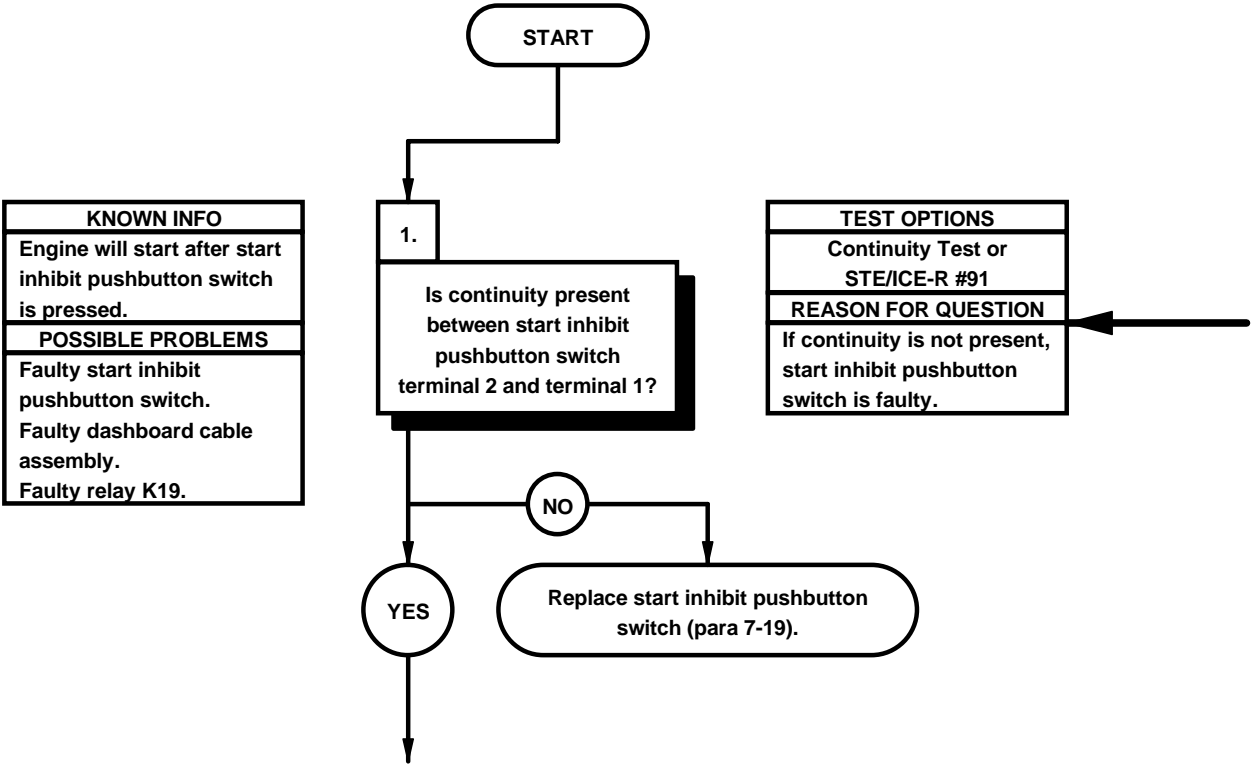 START
KNOWN INFO
Engine will start after start
inhibit pushbutton switch
is pressed.
POSSIBLE PROBLEMS
Faulty start inhibit
pushbutton switch.
Faulty dashboard cable
assembly.
Faulty relay K19.
1.
Is continuity present
between start inhibit
pushbutton switch
terminal 2 and terminal 1?
TEST OPTIONS
Continuity Test or
STE/ICE-R #91
REASON FOR QUESTION
If continuity is not present,
start inhibit pushbutton
switch is faulty.
NO
YES
Replace start inhibit pushbutton
switch (para 7-19).